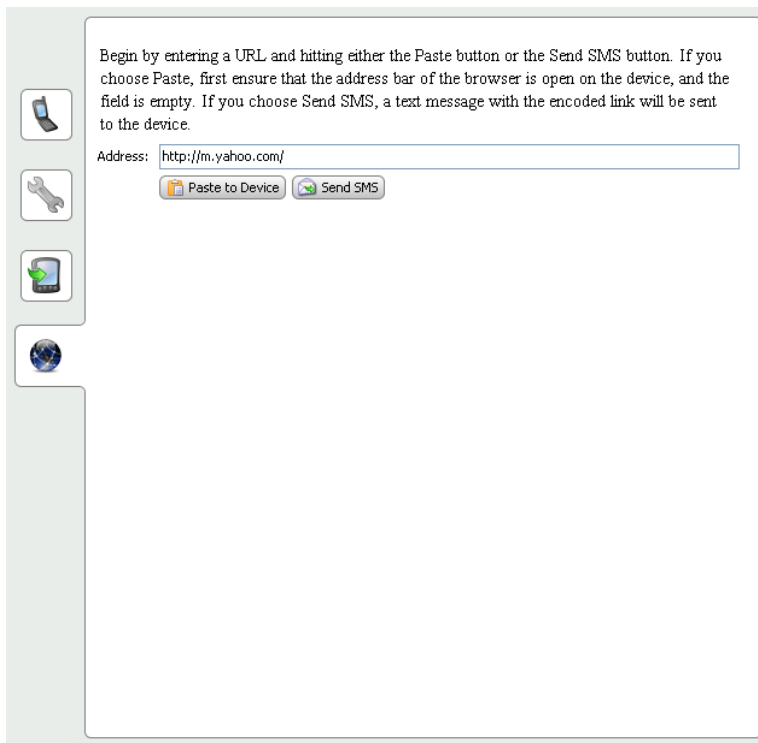 Begin by entering a URL and hitting either the Paste button or the Send SMS button. If you
choose Paste, first ensure that the address bar of the browser is open on the device, and the
field is empty. If you choose Send SMS, a text message with the encoded link will be sent
to the device.
Address: http://m.yahoo.com/
Paste to Device Send SMS